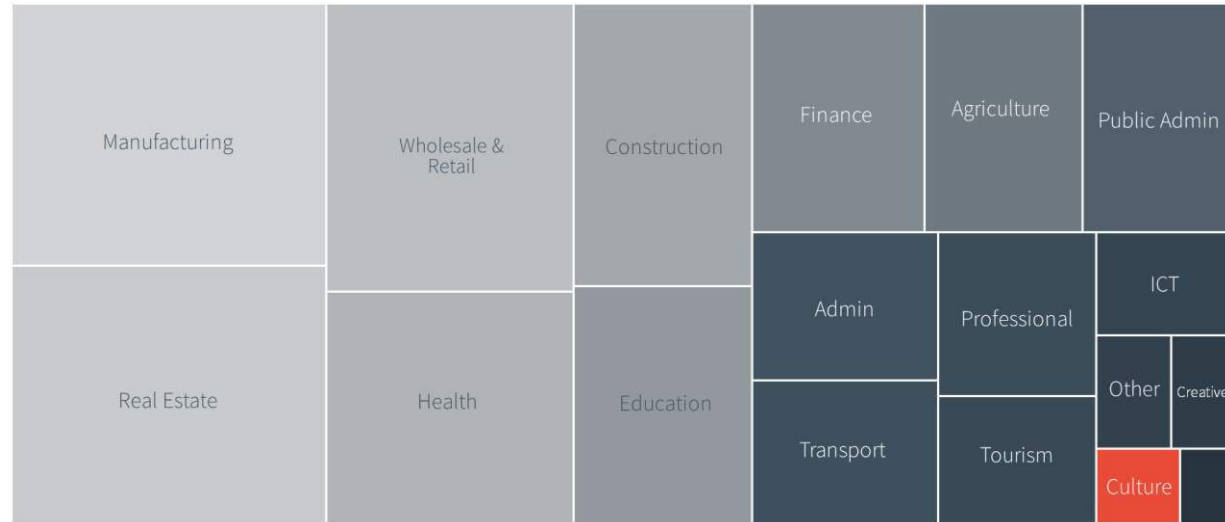 Manufacturing
Wholesale &
Retail
Construction
Finance
Agriculture
Public Admin
Real Estate
Health
Education
Admin
Professional
ICT
Transport
Tourism
Other
Creative
Culture